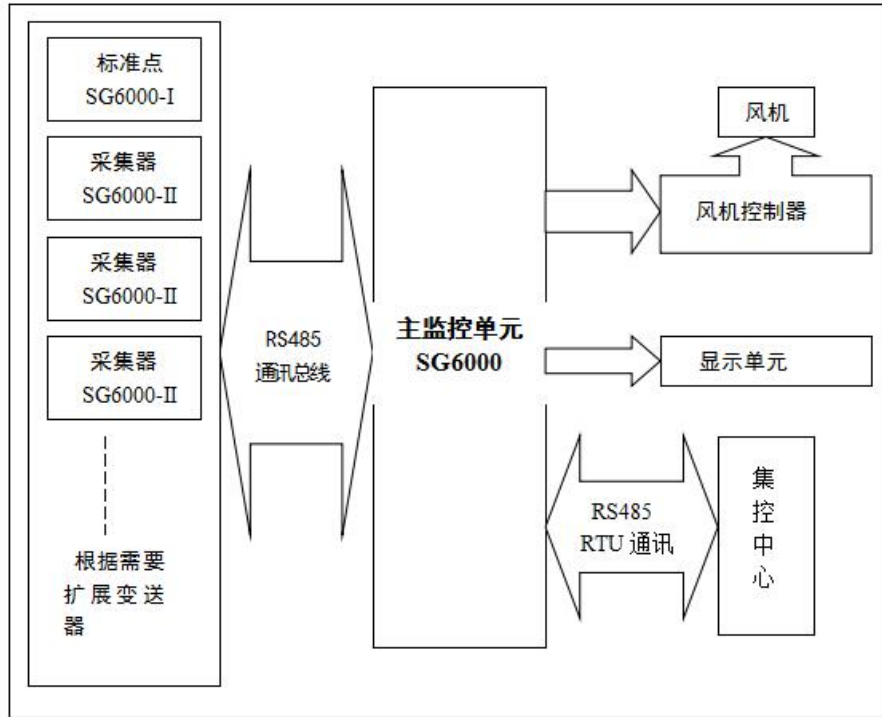 标准点
SG6000-I
采集器
SG6000-II
采集器
SG6000-II
采集器
SG6000-II
根据需要
扩展变送
器
RS485
通讯总线
主监控单元
SG6000
风机
风机控制器
显示单元
RS485
RTU 通讯
集
控
中
心